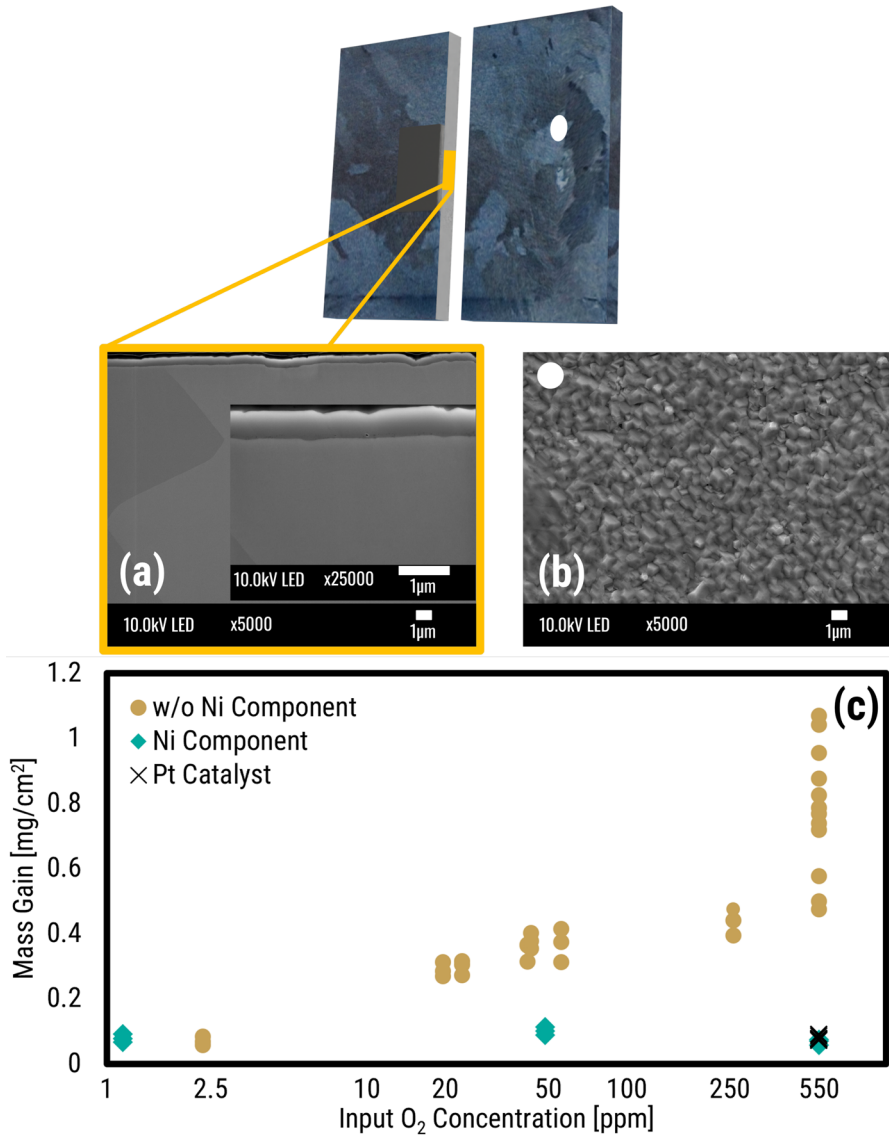 (a)
10.0kV LED x25000 1μm
10.0kV LED x5000 1μm
(b)
10.0kV LED x5000 1μm
(c)
1.2
1
0.8
0.6
0.4
0.2
0
Mass Gain [mg/cm²]
w/o Ni Component
Ni Component
Pt Catalyst
1 2.5 10 20 50 100 250 550
Input O₂ Concentration [ppm]